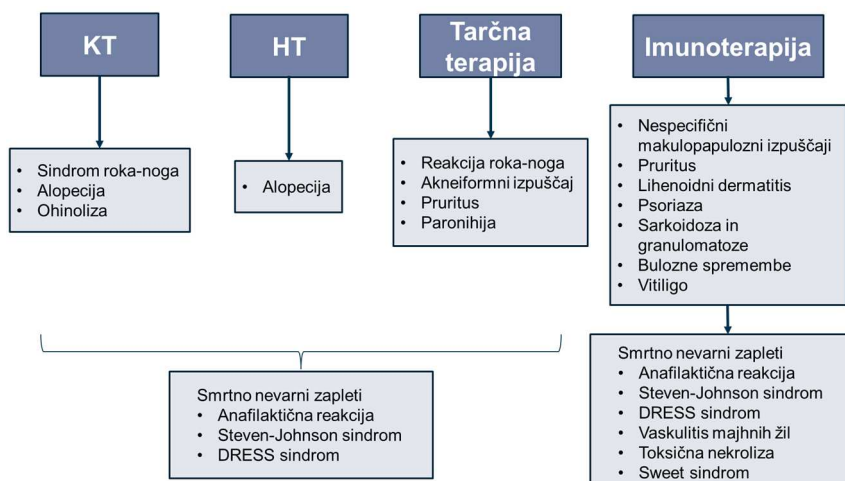 KT
• Sindrom roka-noga
• Alopecija
• Ohinoliza
HT
• Alopecija
Tarčna
terapija
• Reakcija roka-noga
• Akneiformni izpuščaj
• Pruritus
• Paronihija
Imunoterapija
• Nespecifični
makulopapulozni izpuščaji
• Pruritus
• Lihenoidni dermatitis
• Psoriaza
• Sarkoidoza in
granulomatoze
• Bulozne spremembe
• Vitiligo
Smrtno nevarni zapleti
• Anafilaktična reakcija
• Steven-Johnson sindrom
• DRESS sindrom
Smrtno nevarni zapleti
• Anafilaktična reakcija
• Steven-Johnson sindrom
• DRESS sindrom
• Vaskulitis majhnih žil
• Toksična nekroliza
• Sweet sindrom